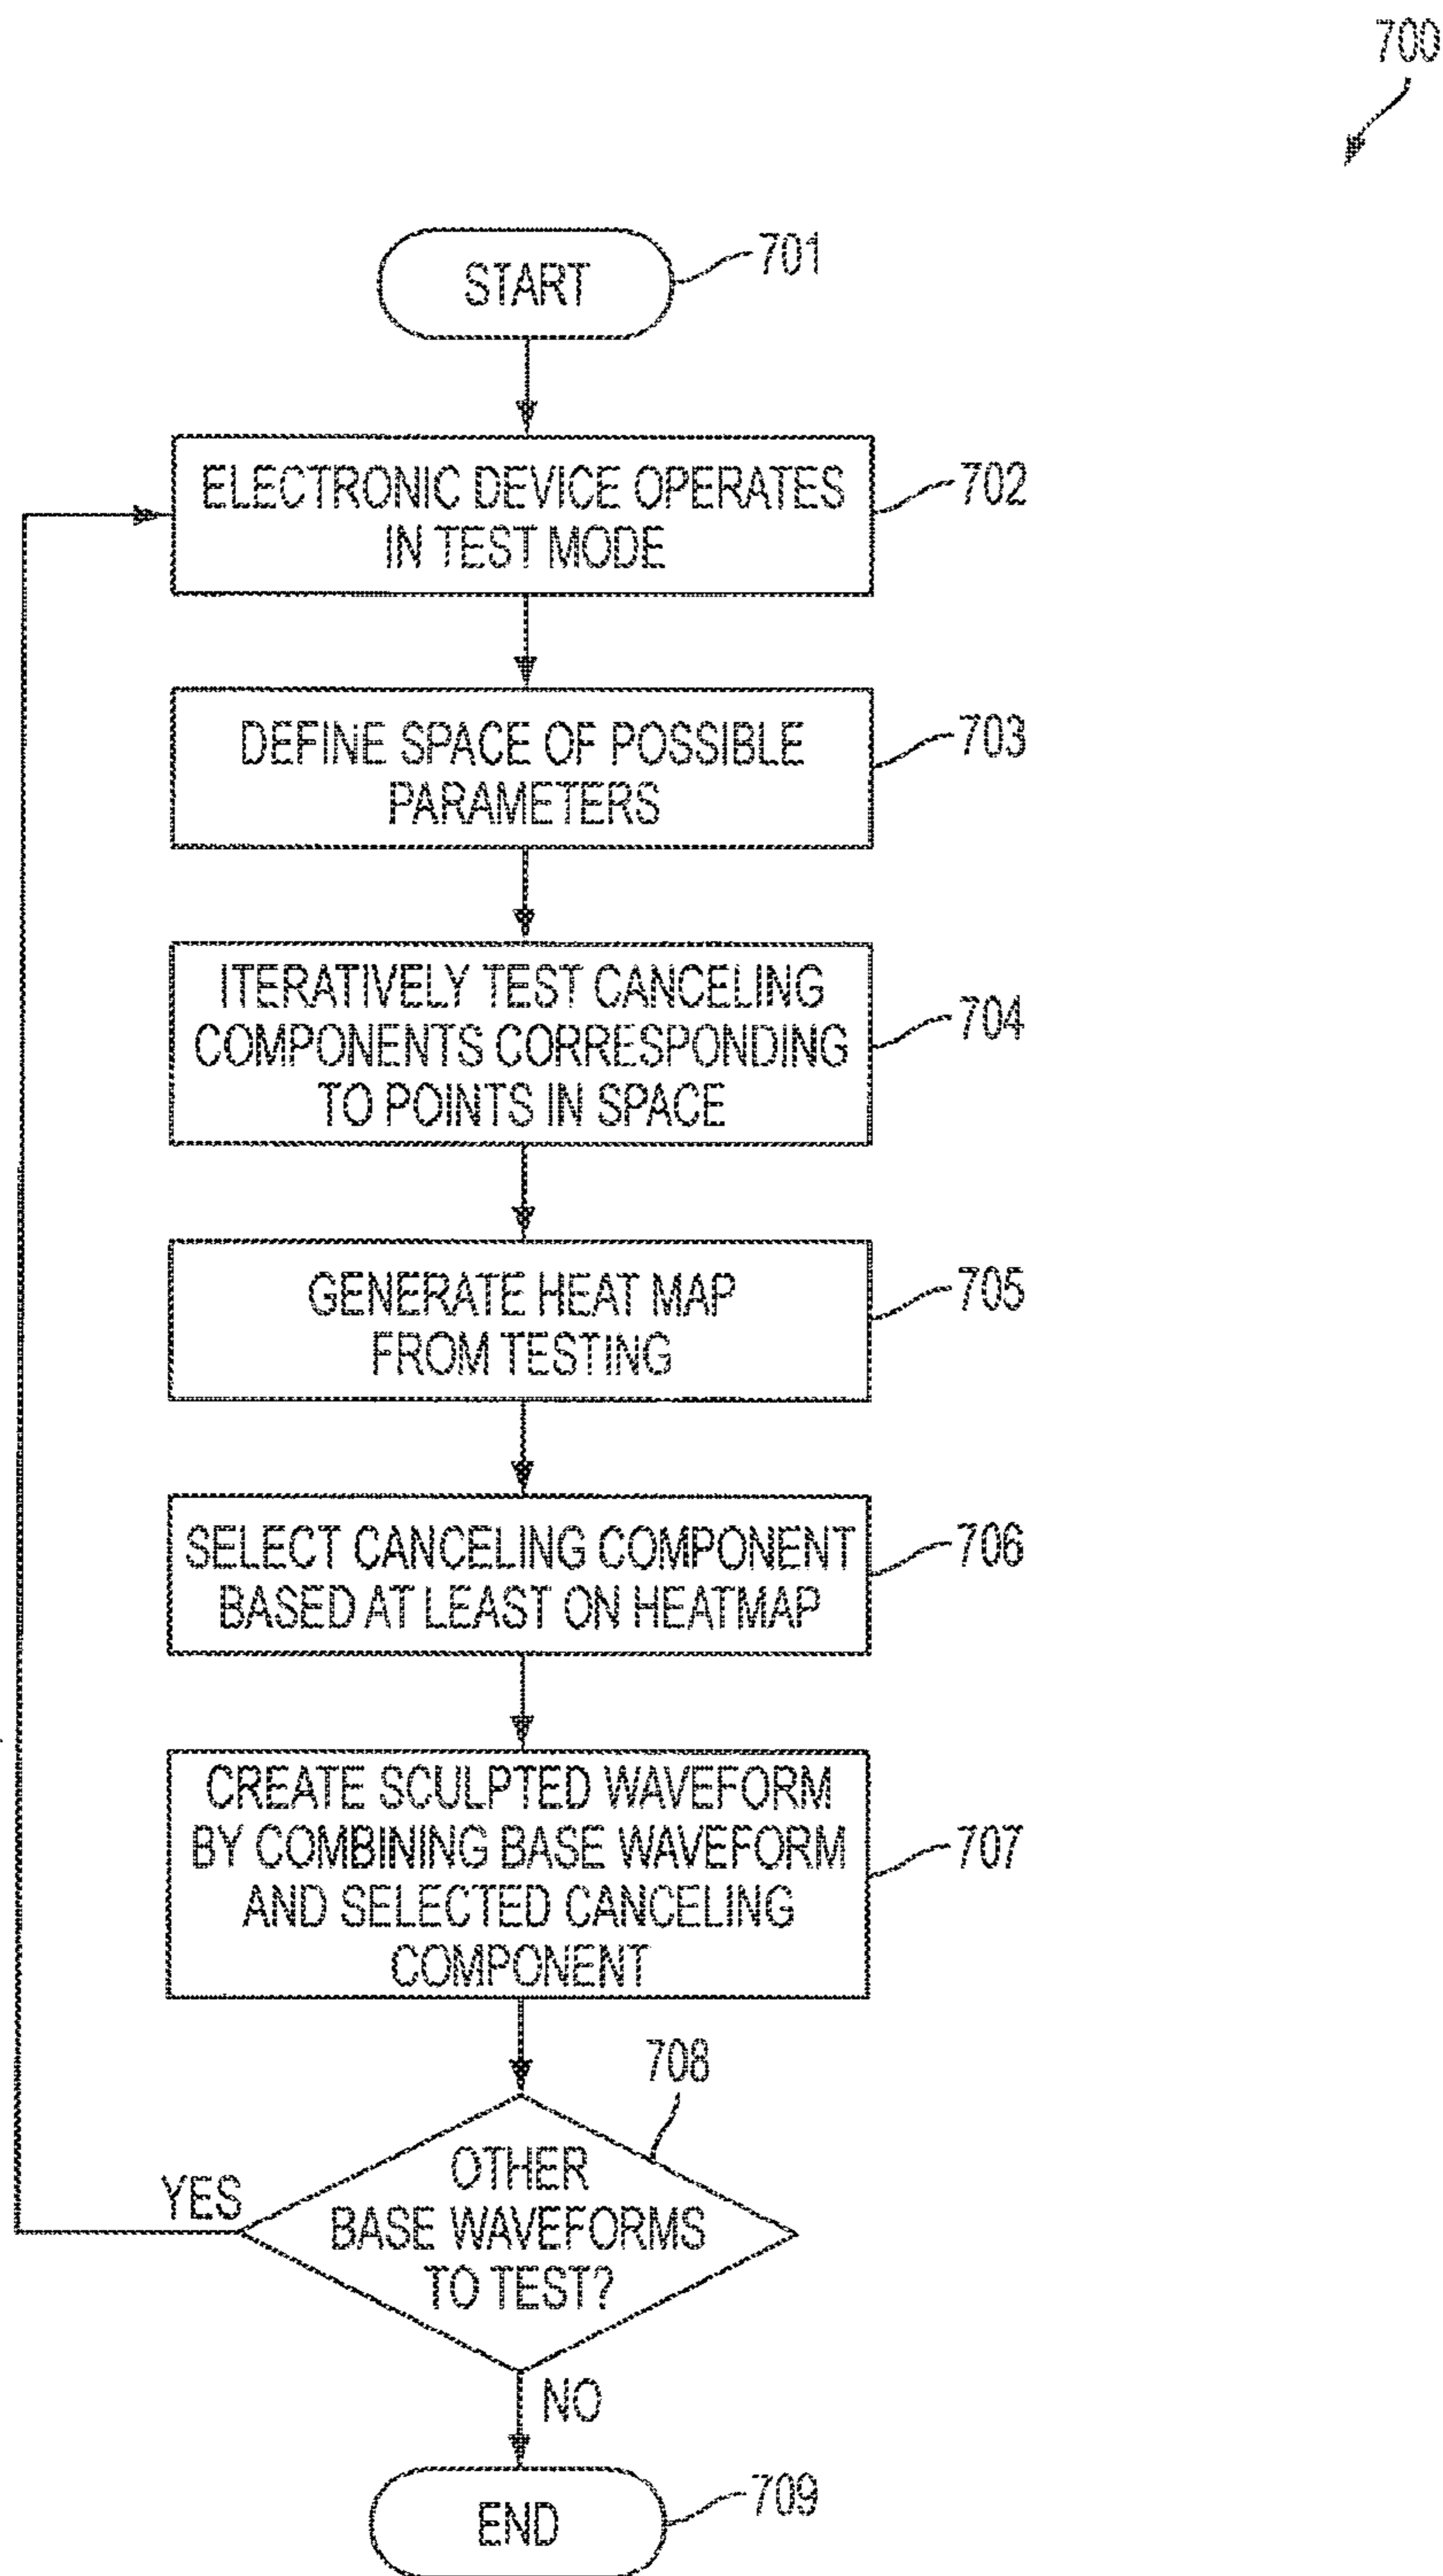 700
START
701
ELECTRONIC DEVICE OPERATES
IN TEST MODE
702
DEFINE SPACE OF POSSIBLE
PARAMETERS
703
ITERATIVELY TEST CANCELING
COMPONENTS CORRESPONDING
TO POINTS IN SPACE
704
GENERATE HEAT MAP
FROM TESTING
705
SELECT CANCELING COMPONENT
BASED AT LEAST ON HEATMAP
706
CREATE SCULPTED WAVEFORM
BY COMBINING BASE WAVEFORM
AND SELECTED CANCELING
COMPONENT
707
708
OTHER
BASE WAVEFORMS
TO TEST?
YES
NO
END
709